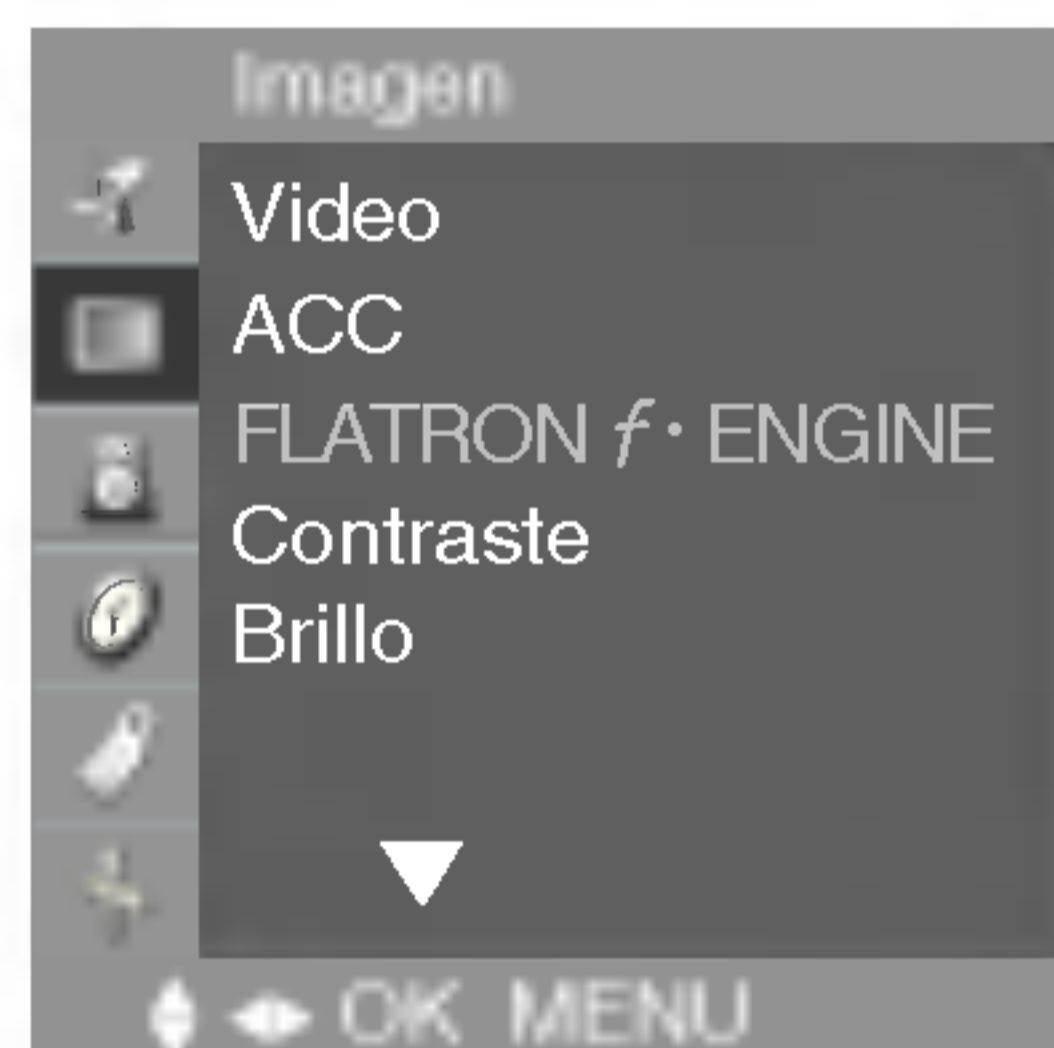 Imagen
Video
ACC
FLATRON f· ENGINE
Contraste
Brillo
OK MENU